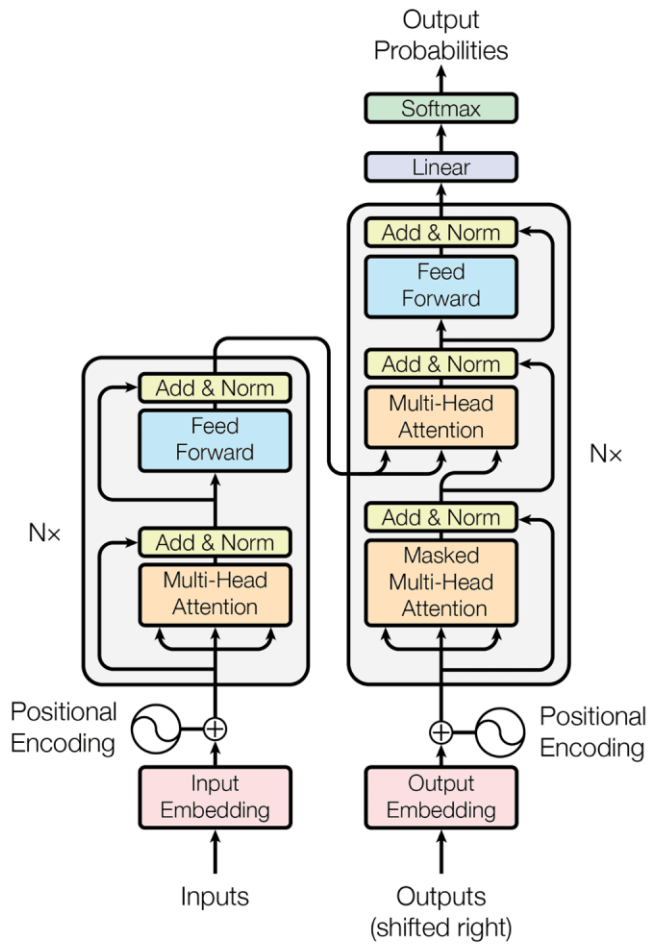 Output
Probabilities
Softmax
Linear
Add & Norm
Feed
Forward
Add & Norm
Multi-Head
Attention
Add & Norm
Masked
Multi-Head
Attention
N×
Positional
Encoding
Output
Embedding
Outputs
(shifted right)
Add & Norm
Feed
Forward
Add & Norm
Multi-Head
Attention
N×
Positional
Encoding
Input
Embedding
Inputs